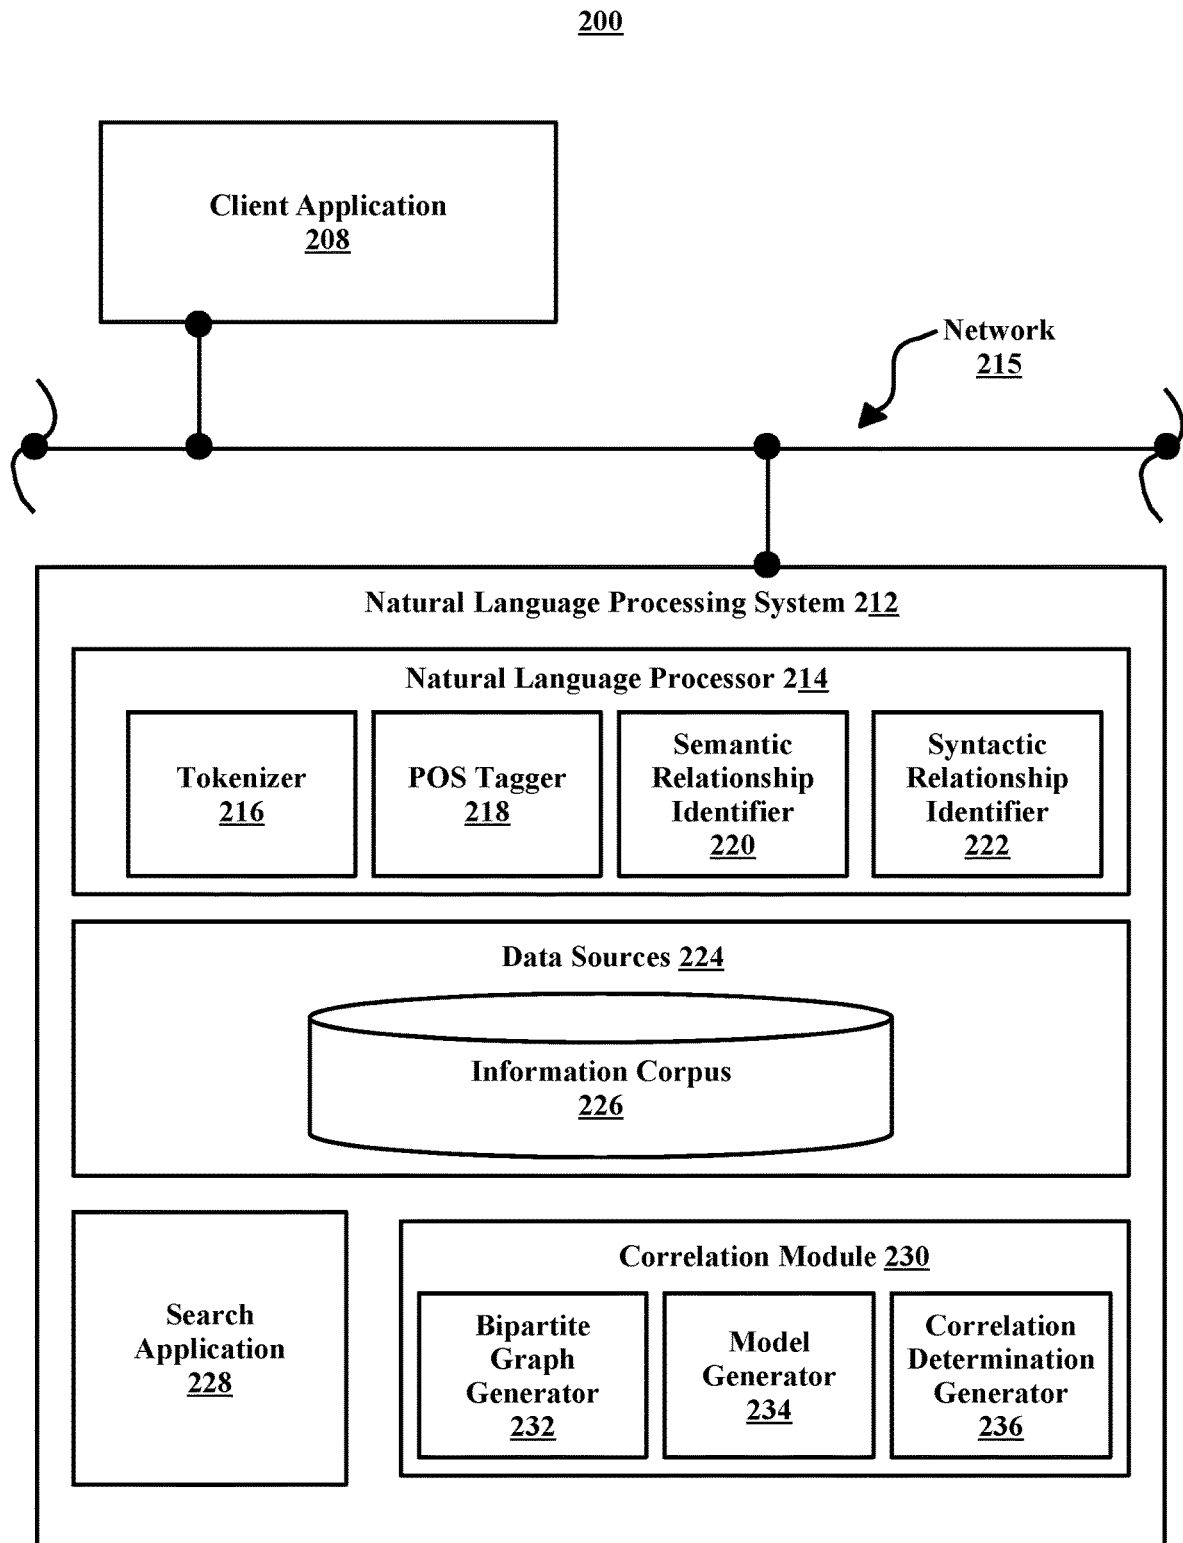 200
Client Application
208
Network
215
Natural Language Processing System 212
Natural Language Processor 214
Tokenizer
216
POS Tagger
218
Semantic
Relationship
Identifier
220
Syntactic
Relationship
Identifier
222
Data Sources 224
Information Corpus
226
Search
Application
228
Correlation Module 230
Bipartite
Graph
Generator
232
Model
Generator
234
Correlation
Determination
Generator
236